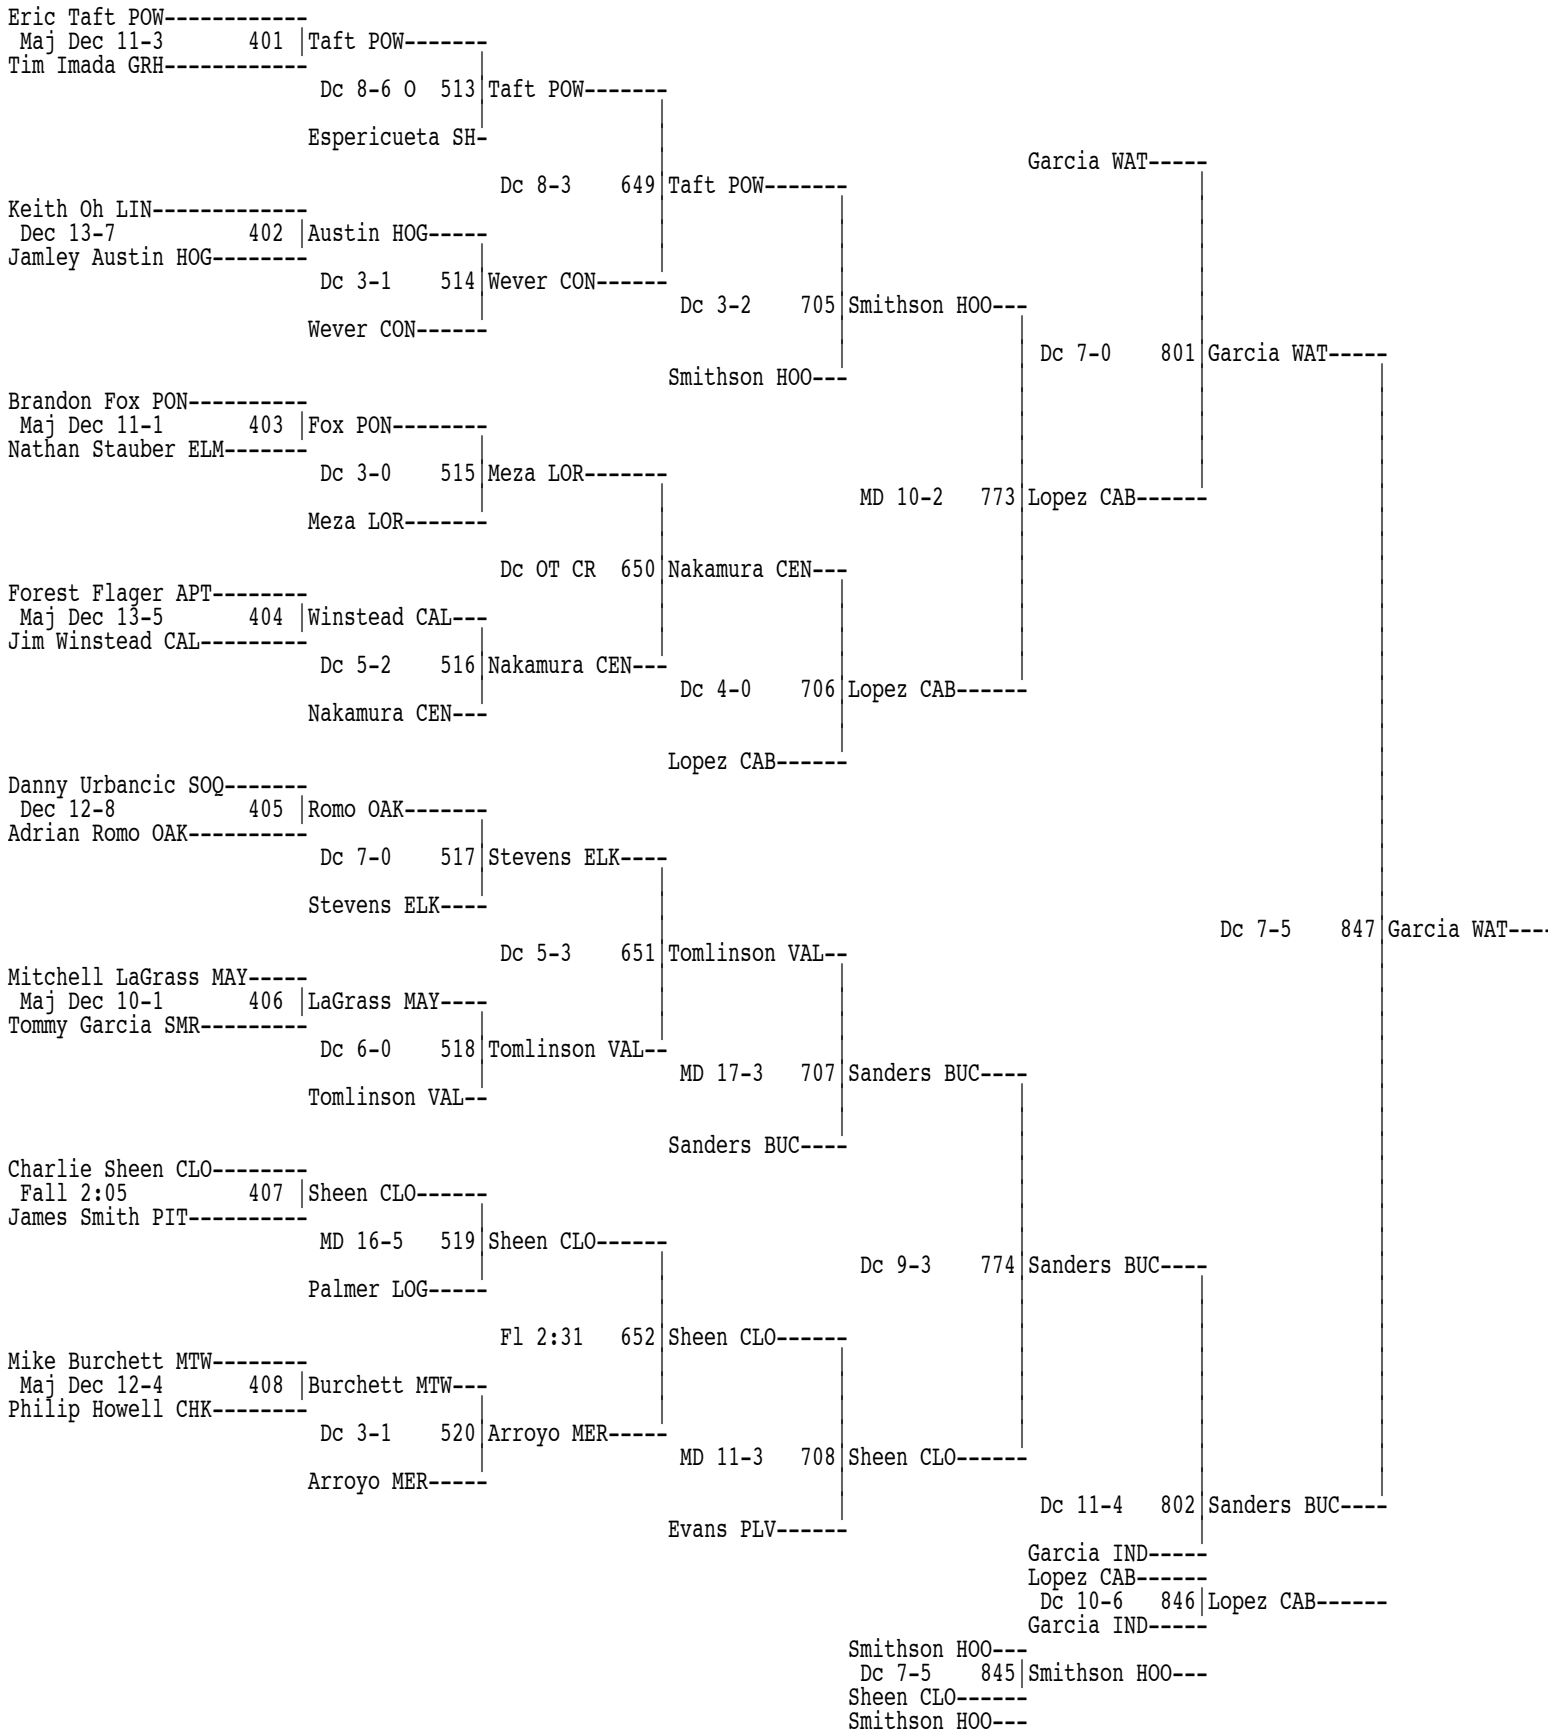 Eric Taft POW------------
Maj Dec 11-3 401 |Taft POW-------
Tim Imada GRH------------
Dc 8-6 O 513|Taft POW-------
Espericueta SH-
Garcia WAT-----
Dc 8-3 649|Taft POW-------
Keith Oh LIN-------------
Dec 13-7 402 |Austin HOG-----
Jamley Austin HOG--------
Dc 3-1 514|Wever CON------
Dc 3-2 705|Smithson HOO---
Wever CON------
Dc 7-0 801|Garcia WAT-----
Smithson HOO---
Brandon Fox PON----------
Maj Dec 11-1 403 |Fox PON--------
Nathan Stauber ELM-------
Dc 3-0 515|Meza LOR-------
MD 10-2 773|Lopez CAB------
Meza LOR-------
Dc OT CR 650|Nakamura CEN---
Forest Flager APT--------
Maj Dec 13-5 404 |Winstead CAL---
Jim Winstead CAL---------
Dc 5-2 516|Nakamura CEN---
Dc 4-0 706|Lopez CAB------
Nakamura CEN---
Lopez CAB------
Danny Urbancic SOQ-------
Dec 12-8 405 |Romo OAK-------
Adrian Romo OAK----------
Dc 7-0 517|Stevens ELK----
Stevens ELK----
Dc 7-5 847|Garcia WAT----
Dc 5-3 651|Tomlinson VAL--
Mitchell LaGrass MAY-----
Maj Dec 10-1 406 |LaGrass MAY----
Tommy Garcia SMR---------
Dc 6-0 518|Tomlinson VAL--
MD 17-3 707|Sanders BUC----
Tomlinson VAL--
Sanders BUC----
Charlie Sheen CLO--------
Fall 2:05 407 |Sheen CLO------
James Smith PIT----------
MD 16-5 519|Sheen CLO------
Dc 9-3 774|Sanders BUC----
Palmer LOG-----
Fl 2:31 652|Sheen CLO------
Mike Burchett MTW--------
Maj Dec 12-4 408 |Burchett MTW---
Philip Howell CHK--------
Dc 3-1 520|Arroyo MER-----
MD 11-3 708|Sheen CLO------
Arroyo MER-----
Dc 11-4 802|Sanders BUC----
Evans PLV------
Garcia IND-----
Lopez CAB------
Dc 10-6 846|Lopez CAB------
Garcia IND-----
Smithson HOO---
Dc 7-5 845|Smithson HOO---
Sheen CLO------
Smithson HOO---